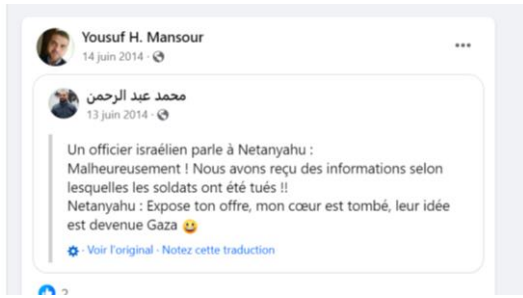 Yousuf H. Mansour
14 juin 2014 ·
محمد عبد الرحمن
13 juin 2014 ·
Un officier israélien parle à Netanyahu :
Malheureusement ! Nous avons reçu des informations selon
lesquelles les soldats ont été tués !!
Netanyahu : Expose ton offre, mon cœur est tombé, leur idée
est devenue Gaza 😃
· Voir l'original · Notez cette traduction
2